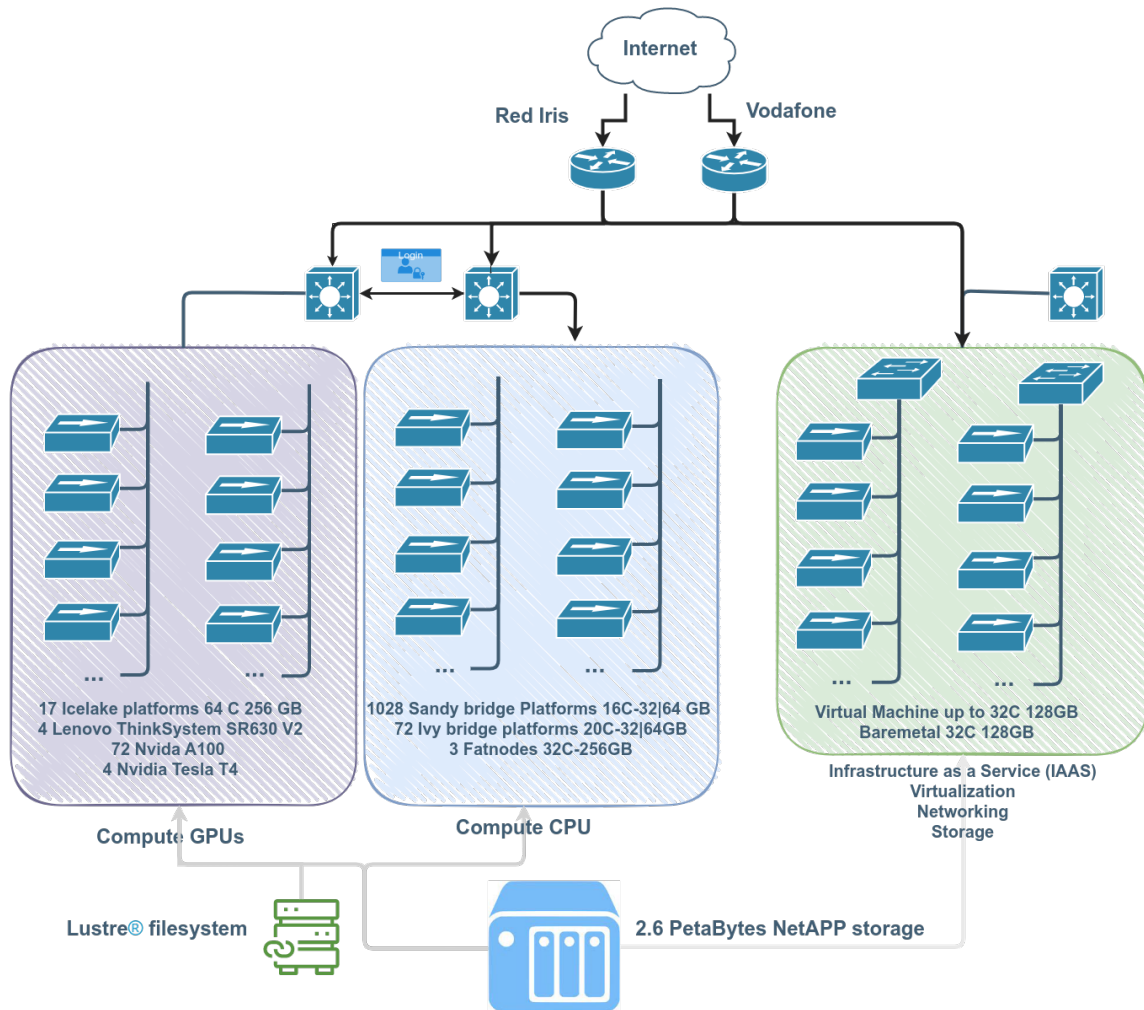 Internet
Red Iris
Vodafone
Login
...
...
...
...
...
...
17 Icelake platforms 64 C 256 GB
4 Lenovo ThinkSystem SR630 V2
72 Nvida A100
4 Nvidia Tesla T4
1028 Sandy bridge Platforms 16C-32|64 GB
72 Ivy bridge platforms 20C-32|64GB
3 Fatnodes 32C-256GB
Virtual Machine up to 32C 128GB
Baremetal 32C 128GB
Infrastructure as a Service (IAAS)
Virtualization
Networking
Storage
Compute GPUs
Compute CPU
Lustre® filesystem
2.6 PetaBytes NetAPP storage